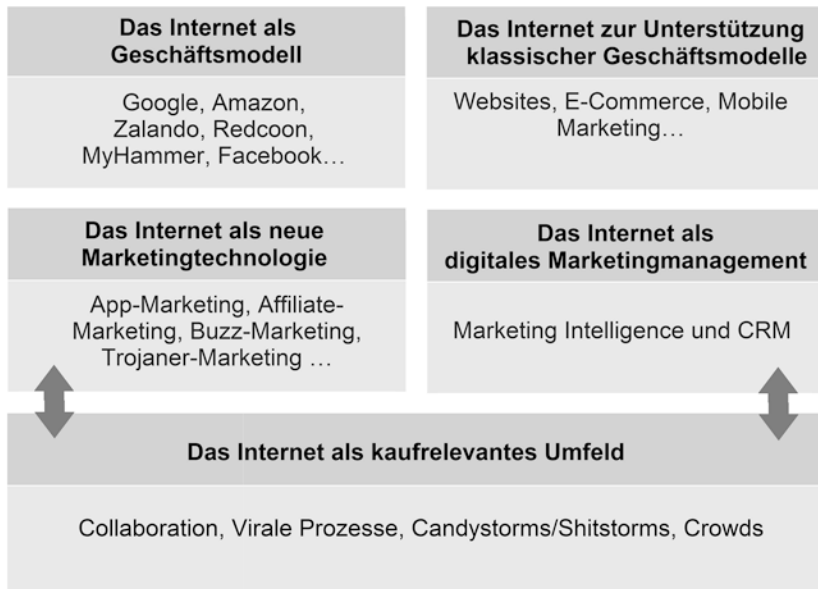 Das Internet als
Geschäftsmodell
Google, Amazon,
Zalando, Redcoon,
MyHammer, Facebook…
Das Internet zur Unterstützung
klassischer Geschäftsmodelle
Websites, E-Commerce, Mobile
Marketing…
Das Internet als neue
Marketingtechnologie
App-Marketing, Affiliate-
Marketing, Buzz-Marketing,
Trojaner-Marketing …
Das Internet als
digitales Marketingmanagement
Marketing Intelligence und CRM
Das Internet als kaufrelevantes Umfeld
Collaboration, Virale Prozesse, Candystorms/Shitstorms, Crowds